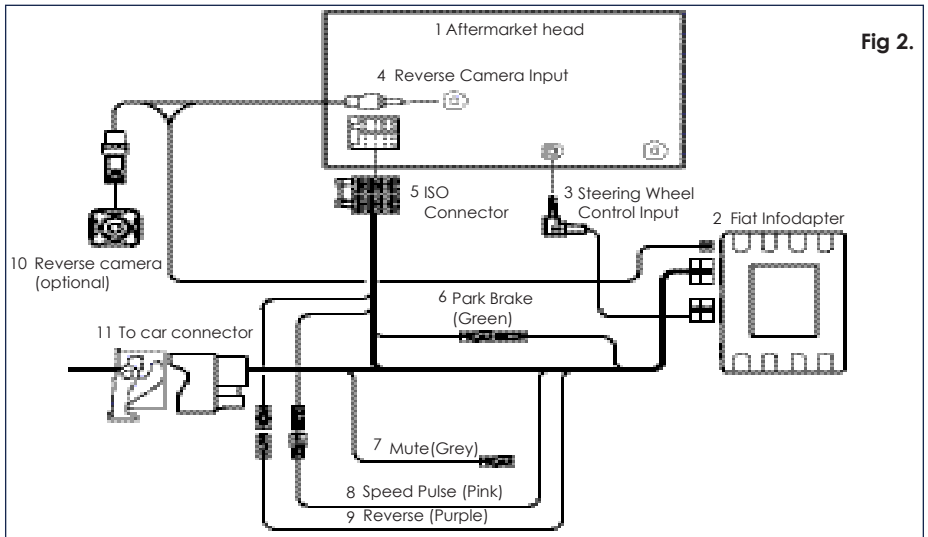 1 Aftermarket head
Fig 2.
4 Reverse Camera Input
5 ISO
Connector
3 Steering Wheel
Control Input
2 Fiat Infodapter
10 Reverse camera
(optional)
6 Park Brake
(Green)
11 To car connector
7 Mute(Grey)
8 Speed Pulse (Pink)
9 Reverse (Purple)